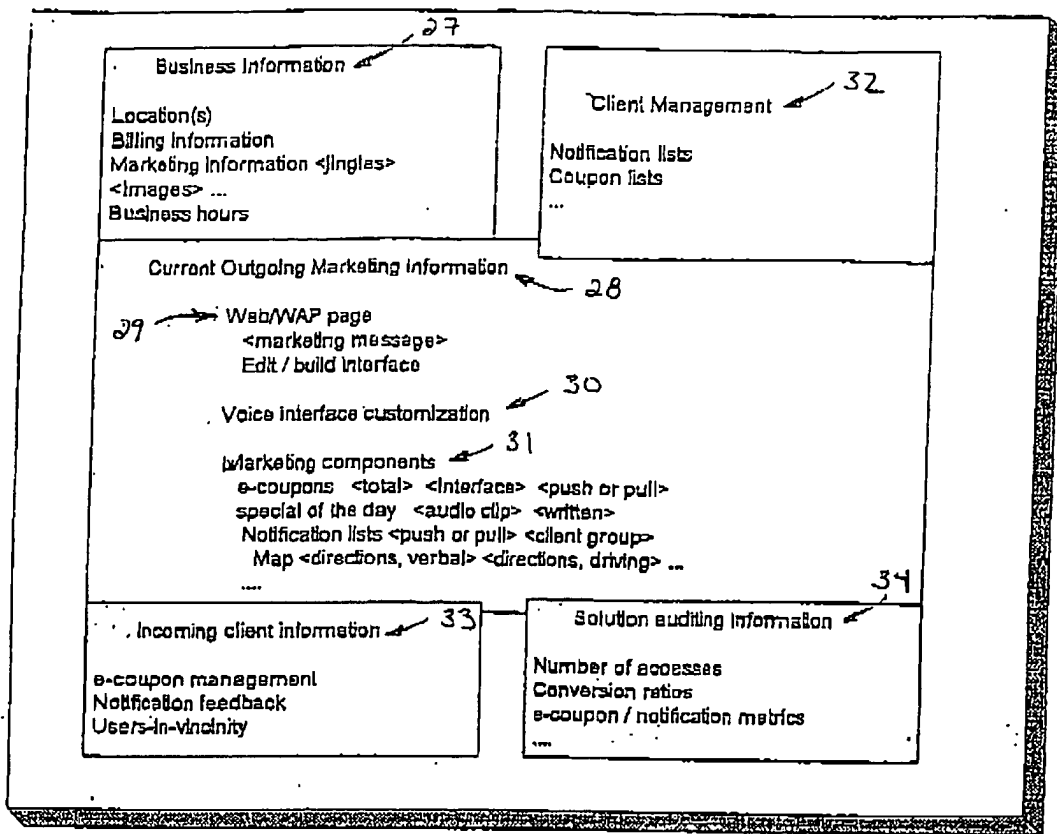 27
Business Information
Location(s)
Billing Information
Marketing Information <jingles>
<Images> ...
Business hours
32
Client Management
Notification lists
Coupon lists
...
Current Outgoing Marketing Information
28
29
Web/WAP page
<marketing message>
Edit / build Interface
30
Voice interface customization
31
Marketing components
e-coupons <total> <interface> <push or pull>
special of the day <audio clip> <written>
Notification lists <push or pull> <client group>
Map <directions, verbal> <directions, driving> ...
....
Incoming client information
33
e-coupon management
Notification feedback
Users-in-vincinity
34
Solution auditing information
Number of accesses
Conversion ratios
e-coupon / notification metrics
....